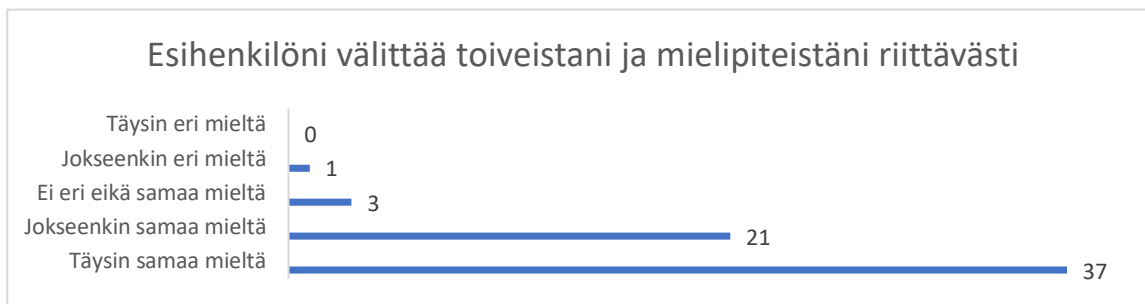 Esihenkilöni välittää toiveistani ja mielipiteistäni riittävästi
Täysin eri mieltä 0
Jokseenkin eri mieltä 1
Ei eri eikä samaa mieltä 3
Jokseenkin samaa mieltä 21
Täysin samaa mieltä 37